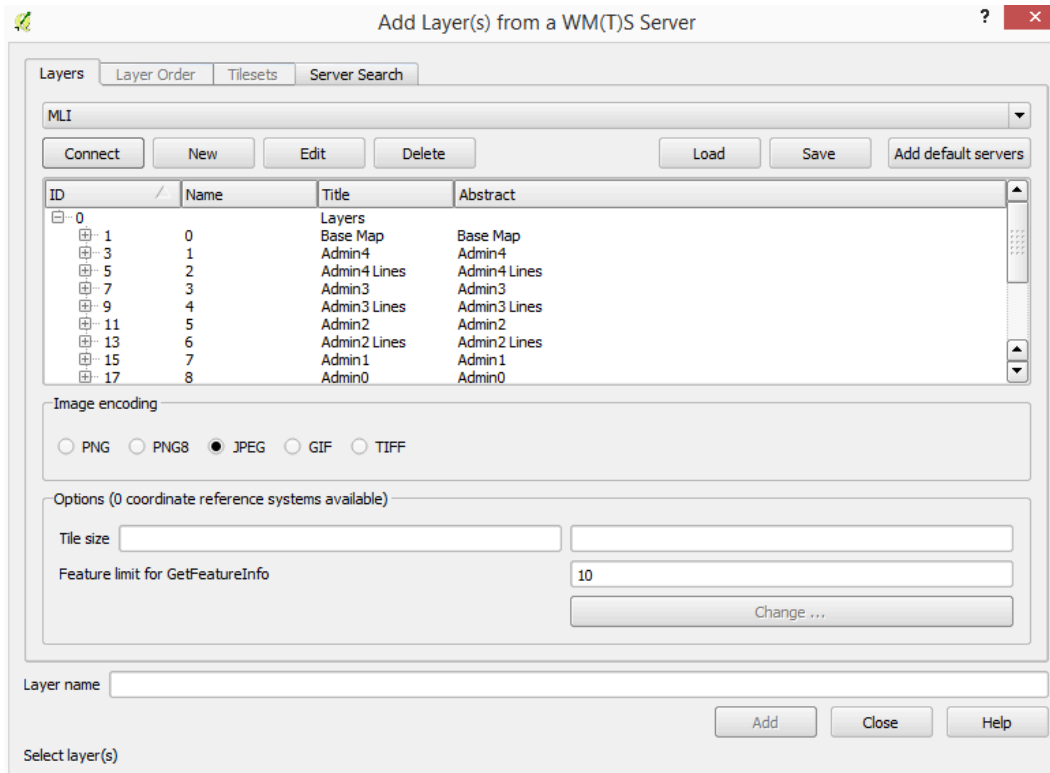 Add Layer(s) from a WM(T)S Server
?
Layers Layer Order Tilesets Server Search
MLI
Connect New Edit Delete Load Save Add default servers
ID Name Title Abstract
0 Layers
1 0 Base Map Base Map
3 1 Admin4 Admin4
5 2 Admin4 Lines Admin4 Lines
7 3 Admin3 Admin3
9 4 Admin3 Lines Admin3 Lines
11 5 Admin2 Admin2
13 6 Admin2 Lines Admin2 Lines
15 7 Admin1 Admin1
17 8 Admin0 Admin0
Image encoding
PNG PNG8 JPEG GIF TIFF
Options (0 coordinate reference systems available)
Tile size
Feature limit for GetFeatureInfo 10
Change ...
Layer name
Add Close Help
Select layer(s)